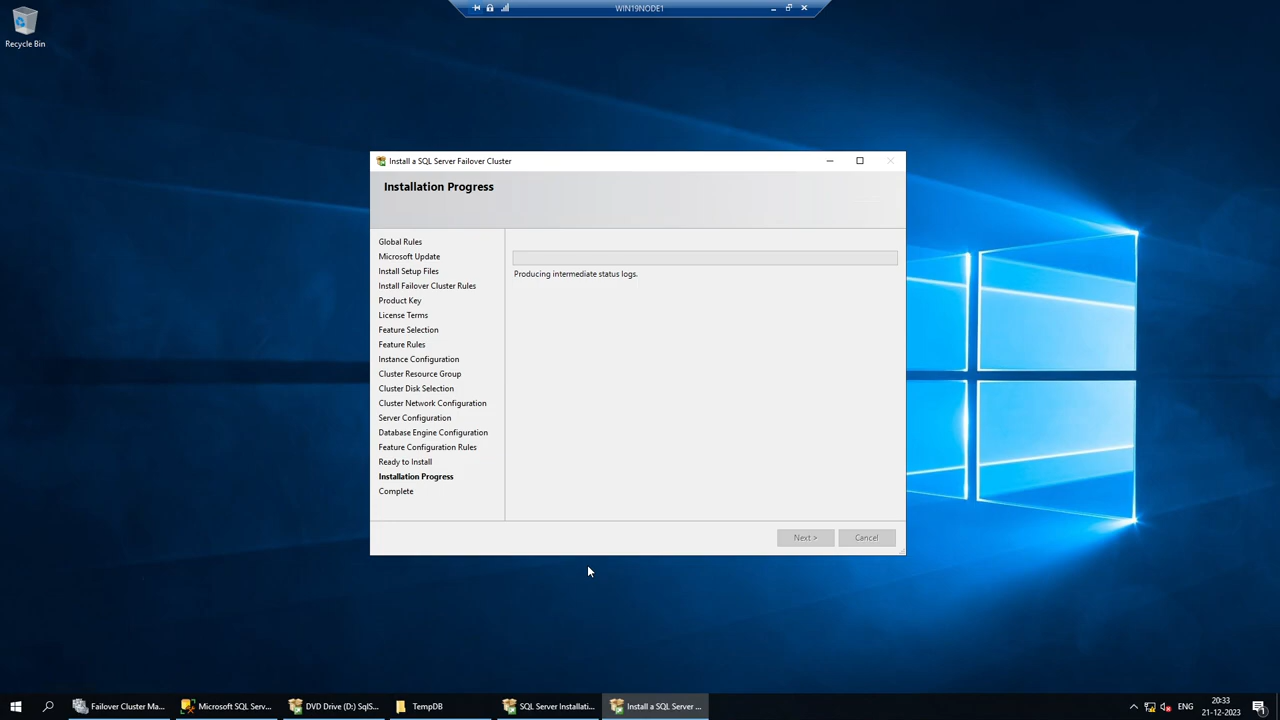 WIN19NODE1
Recycle Bin
Install a SQL Server Failover Cluster
Installation Progress
Global Rules
Microsoft Update
Install Setup Files
Install Failover Cluster Rules
Product Key
License Terms
Feature Selection
Feature Rules
Instance Configuration
Cluster Resource Group
Cluster Disk Selection
Cluster Network Configuration
Server Configuration
Database Engine Configuration
Feature Configuration Rules
Ready to Install
Installation Progress
Complete
Producing intermediate status logs.
Next >
Cancel
Failover Cluster Ma...
Microsoft SQL Serv...
DVD Drive (D:) SqlS...
TempDB
SQL Server Installati...
Install a SQL Server ...
ENG
20:33
21-12-2023